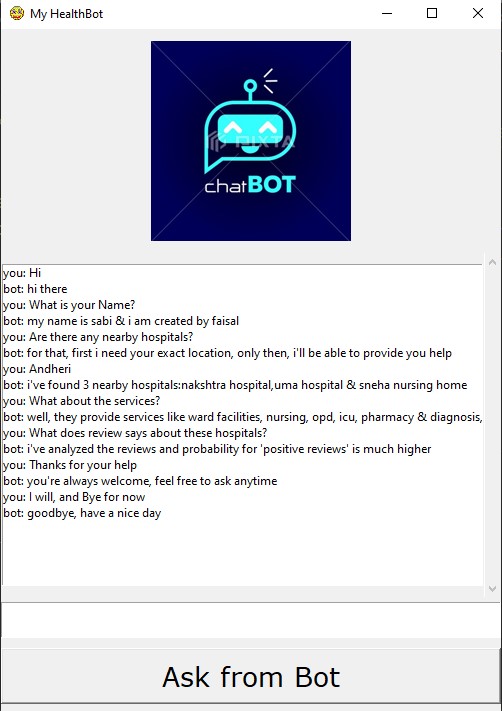 My HealthBot
PIXTA
chatBOT
you: Hi
bot: hi there
you: What is your Name?
bot: my name is sabi & i am created by faisal
you: Are there any nearby hospitals?
bot: for that, first i need your exact location, only then, i'll be able to provide you help
you: Andheri
bot: i've found 3 nearby hospitals:nakshtra hospital,uma hospital & sneha nursing home
you: What about the services?
bot: well, they provide services like ward facilities, nursing, opd, icu, pharmacy & diagnosis,
you: What does review says about these hospitals?
bot: i've analyzed the reviews and probability for 'positive reviews' is much higher
you: Thanks for your help
bot: you're always welcome, feel free to ask anytime
you: I will, and Bye for now
bot: goodbye, have a nice day
Ask from Bot